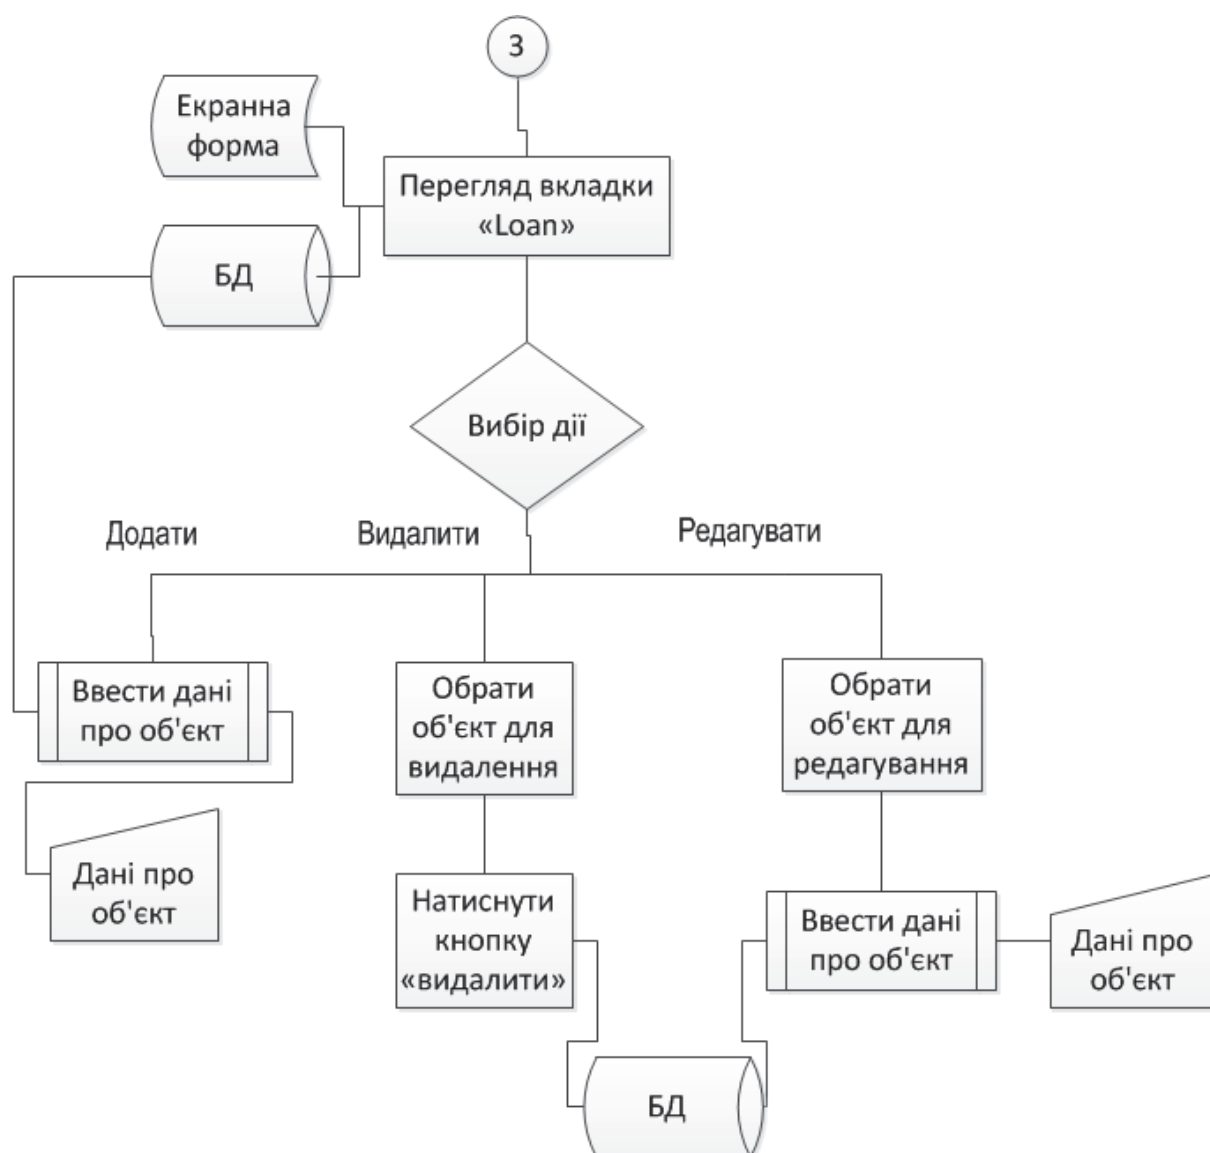 3
Екранна
форма
Перегляд вкладки
«Loan»
БД
Вибір дії
Додати
Видалити
Редагувати
Ввести дані
про об'єкт
Обрати
об'єкт для
видалення
Обрати
об'єкт для
редагування
Дані про
об'єкт
Натиснути
кнопку
«видалити»
Ввести дані
про об'єкт
Дані про
об'єкт
БД